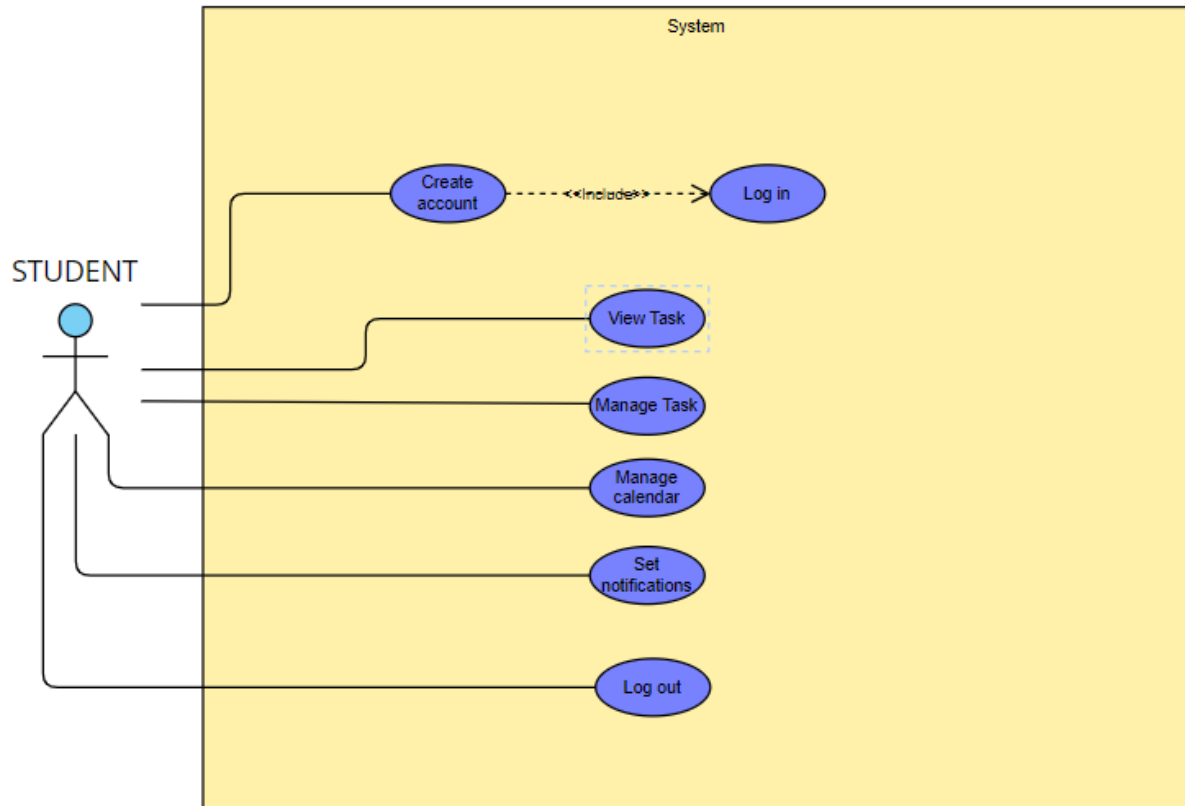 System
Create
account
<<Include>>
Log in
STUDENT
View Task
Manage Task
Manage
calendar
Set
notifications
Log out